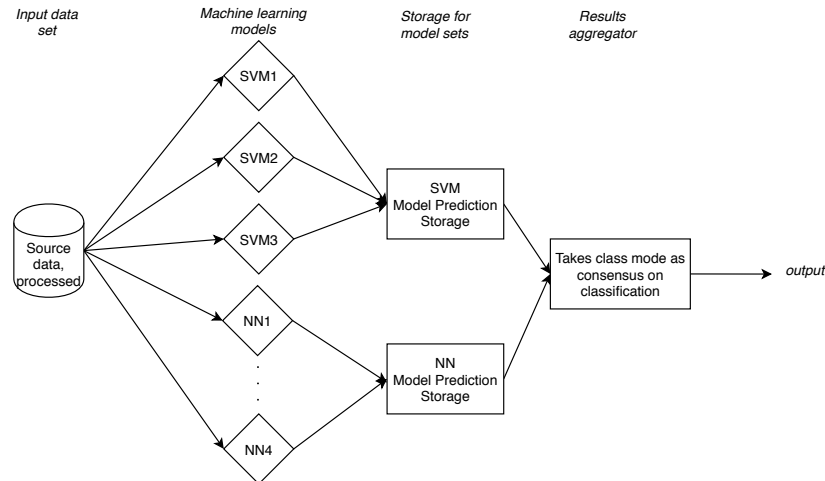 Input data
set
Machine learning
models
Storage for
model sets
Results
aggregator
SVM1
SVM2
SVM3
Source
data,
processed
NN1
. . . .
NN4
SVM
Model Prediction
Storage
NN
Model Prediction
Storage
Takes class mode as
consensus on
classification
output